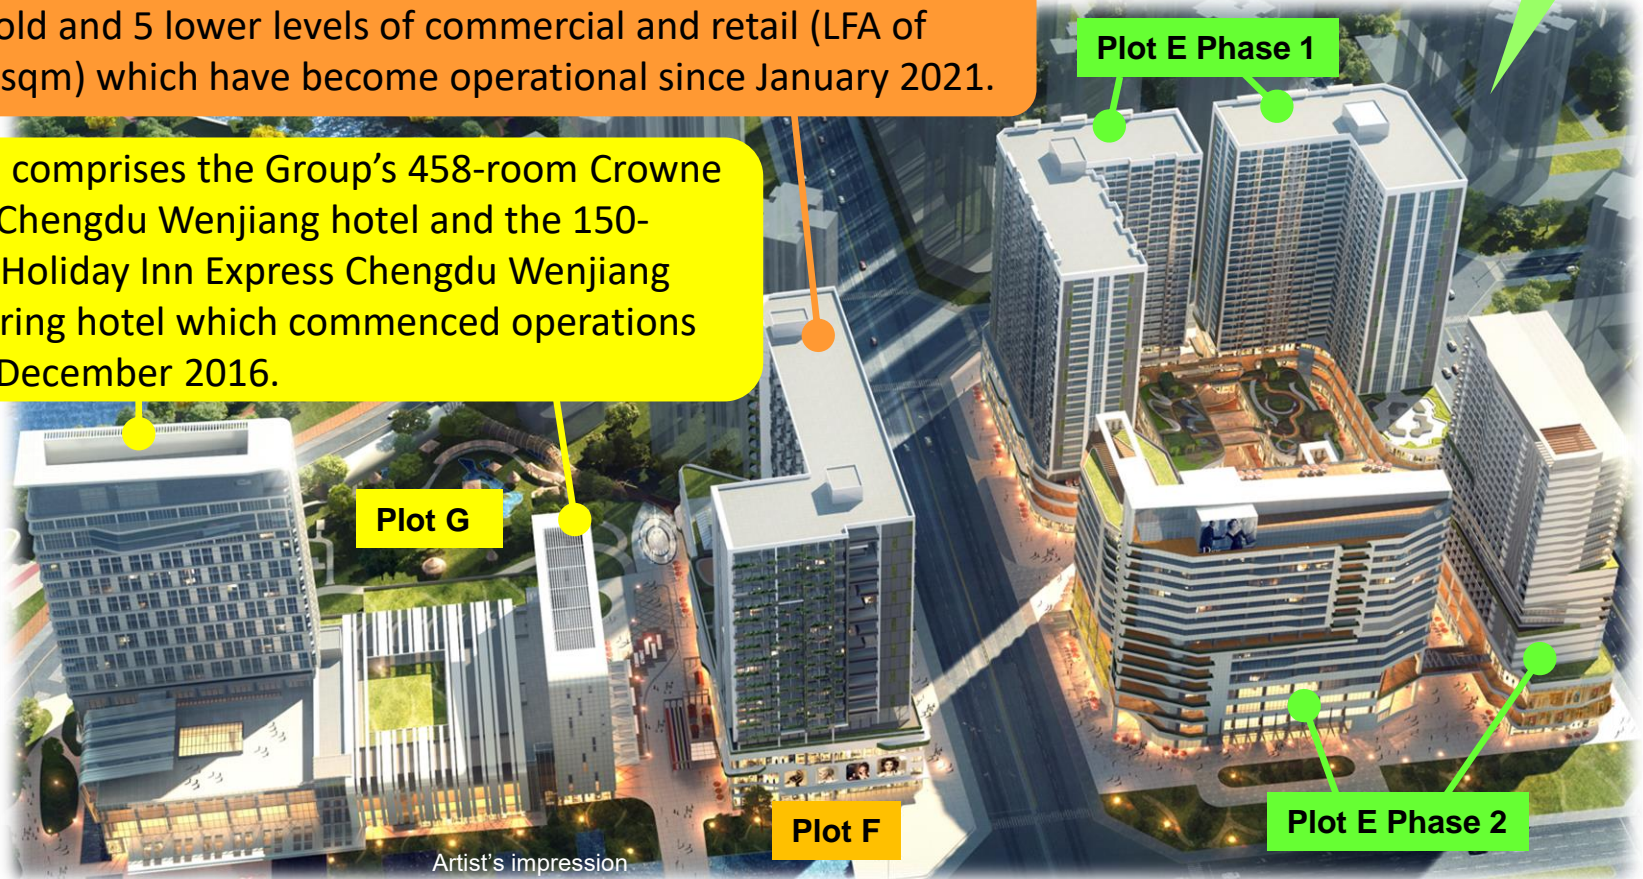 old and 5 lower levels of commercial and retail (LFA of
sqm) which have become operational since January 2021.
Plot E Phase 1
comprises the Group’s 458-room Crowne
Chengdu Wenjiang hotel and the 150-
Holiday Inn Express Chengdu Wenjiang
ring hotel which commenced operations
December 2016.
Plot G
Plot F
Plot E Phase 2
Artist’s impression